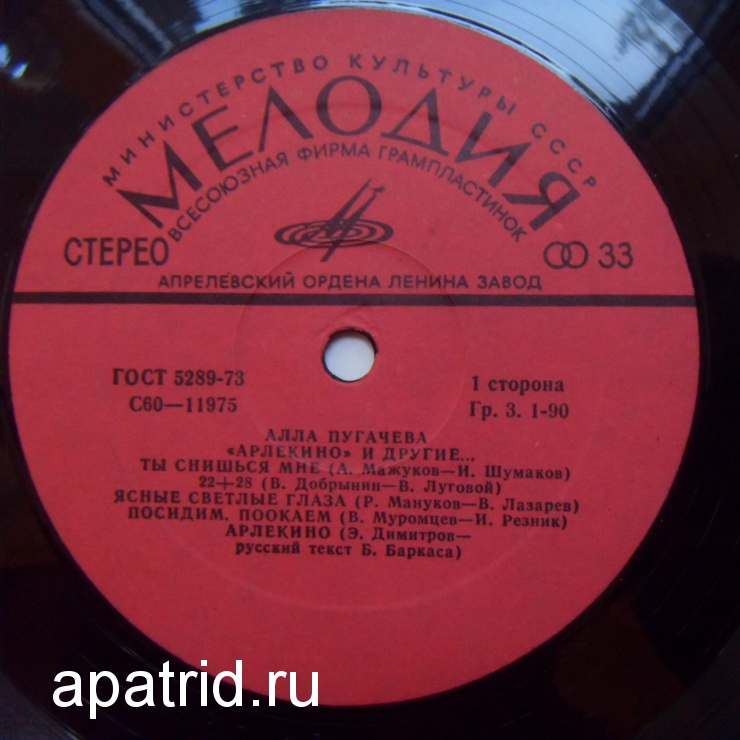 МИНИСТЕРСТВО КУЛЬТУРЫ СССР
МЕЛОДИЯ
ВСЕСОЮЗНАЯ ФИРМА ГРАМПЛАСТИНОК
СТЕРЕО 33
АПРЕЛЕВСКИЙ ОРДЕНА ЛЕНИНА ЗАВОД
ГОСТ 5289-73 1 сторона
С60—11975 Гр. 3. 1-90
АЛЛА ПУГАЧЕВА
«АРЛЕКИНО» И ДРУГИЕ...
ТЫ СНИШЬСЯ МНЕ (А. Мажуков—И. Шумаков)
22+28 (В. Добрынин—В. Луговой)
ЯСНЫЕ СВЕТЛЫЕ ГЛАЗА (Р. Мануков—В. Лазарев)
ПОСИДИМ, ПООКАЕМ (В. Муромцев—И. Резник)
АРЛЕКИНО (Э. Димитров—
русский текст Б. Баркаса)
apatrid.ru